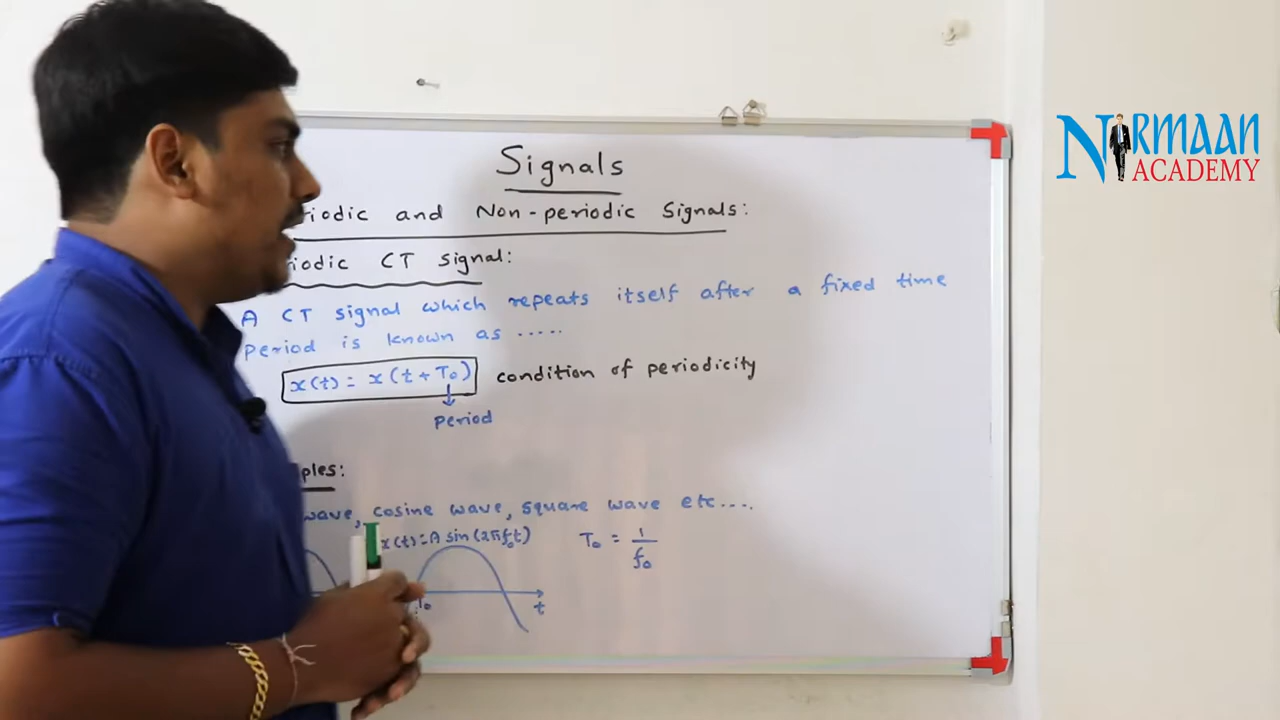 Signals
riodic and Non-periodic Signals:
riodic CT signal:
A CT signal which repeats itself after a fixed time
Period is known as .....
x(t) = x(t + T₀) condition of periodicity
Period
ples:
wave, cosine wave, square wave etc....
x(t) = A sin(2πf₀t) T₀ = 1/f₀
T₀ t
NIRMAAN
ACADEMY